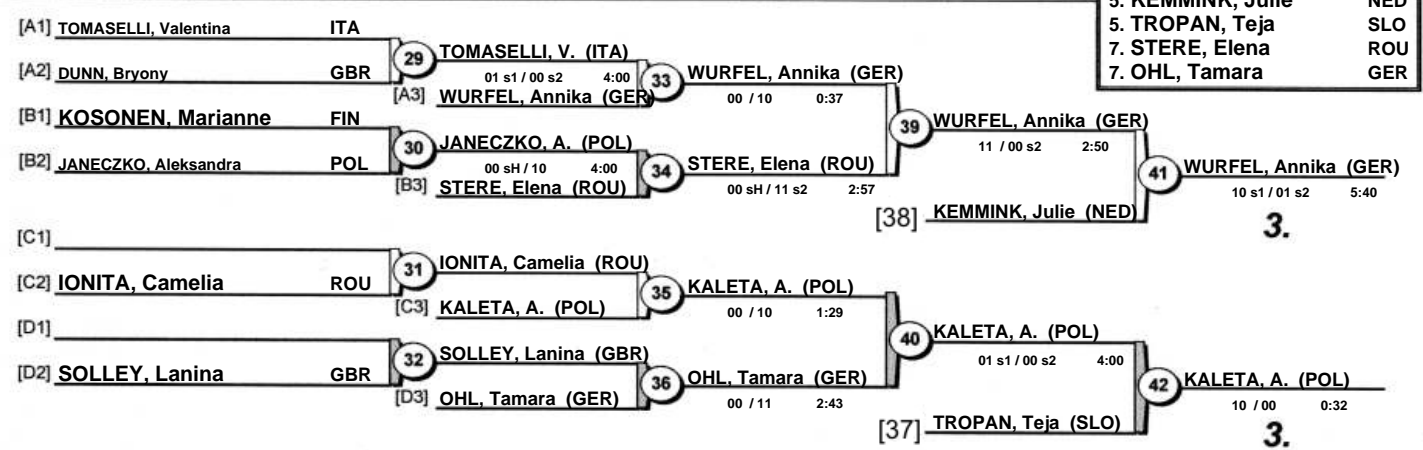 5. KEMMINK, Julie NED
5. TROPAN, Teja SLO
7. STERE, Elena ROU
7. OHL, Tamara GER
[A1] TOMASELLI, Valentina ITA
[A2] DUNN, Bryony GBR
29
TOMASELLI, V. (ITA)
01 s1 / 00 s2 4:00
[A3] WURFEL, Annika (GER)
33
WURFEL, Annika (GER)
00 / 10 0:37
[B1] KOSONEN, Marianne FIN
[B2] JANECZKO, Aleksandra POL
30
JANECZKO, A. (POL)
00 sH / 10 4:00
[B3] STERE, Elena (ROU)
34
STERE, Elena (ROU)
00 sH / 11 s2 2:57
39
WURFEL, Annika (GER)
11 / 00 s2 2:50
[38] KEMMINK, Julie (NED)
41
WURFEL, Annika (GER)
10 s1 / 01 s2 5:40
3.
[C1]
[C2] IONITA, Camelia ROU
31
IONITA, Camelia (ROU)
[C3] KALETA, A. (POL)
35
KALETA, A. (POL)
00 / 10 1:29
[D1]
[D2] SOLLEY, Lanina GBR
32
SOLLEY, Lanina (GBR)
[D3] OHL, Tamara (GER)
36
OHL, Tamara (GER)
00 / 11 2:43
40
KALETA, A. (POL)
01 s1 / 00 s2 4:00
[37] TROPAN, Teja (SLO)
42
KALETA, A. (POL)
10 / 00 0:32
3.